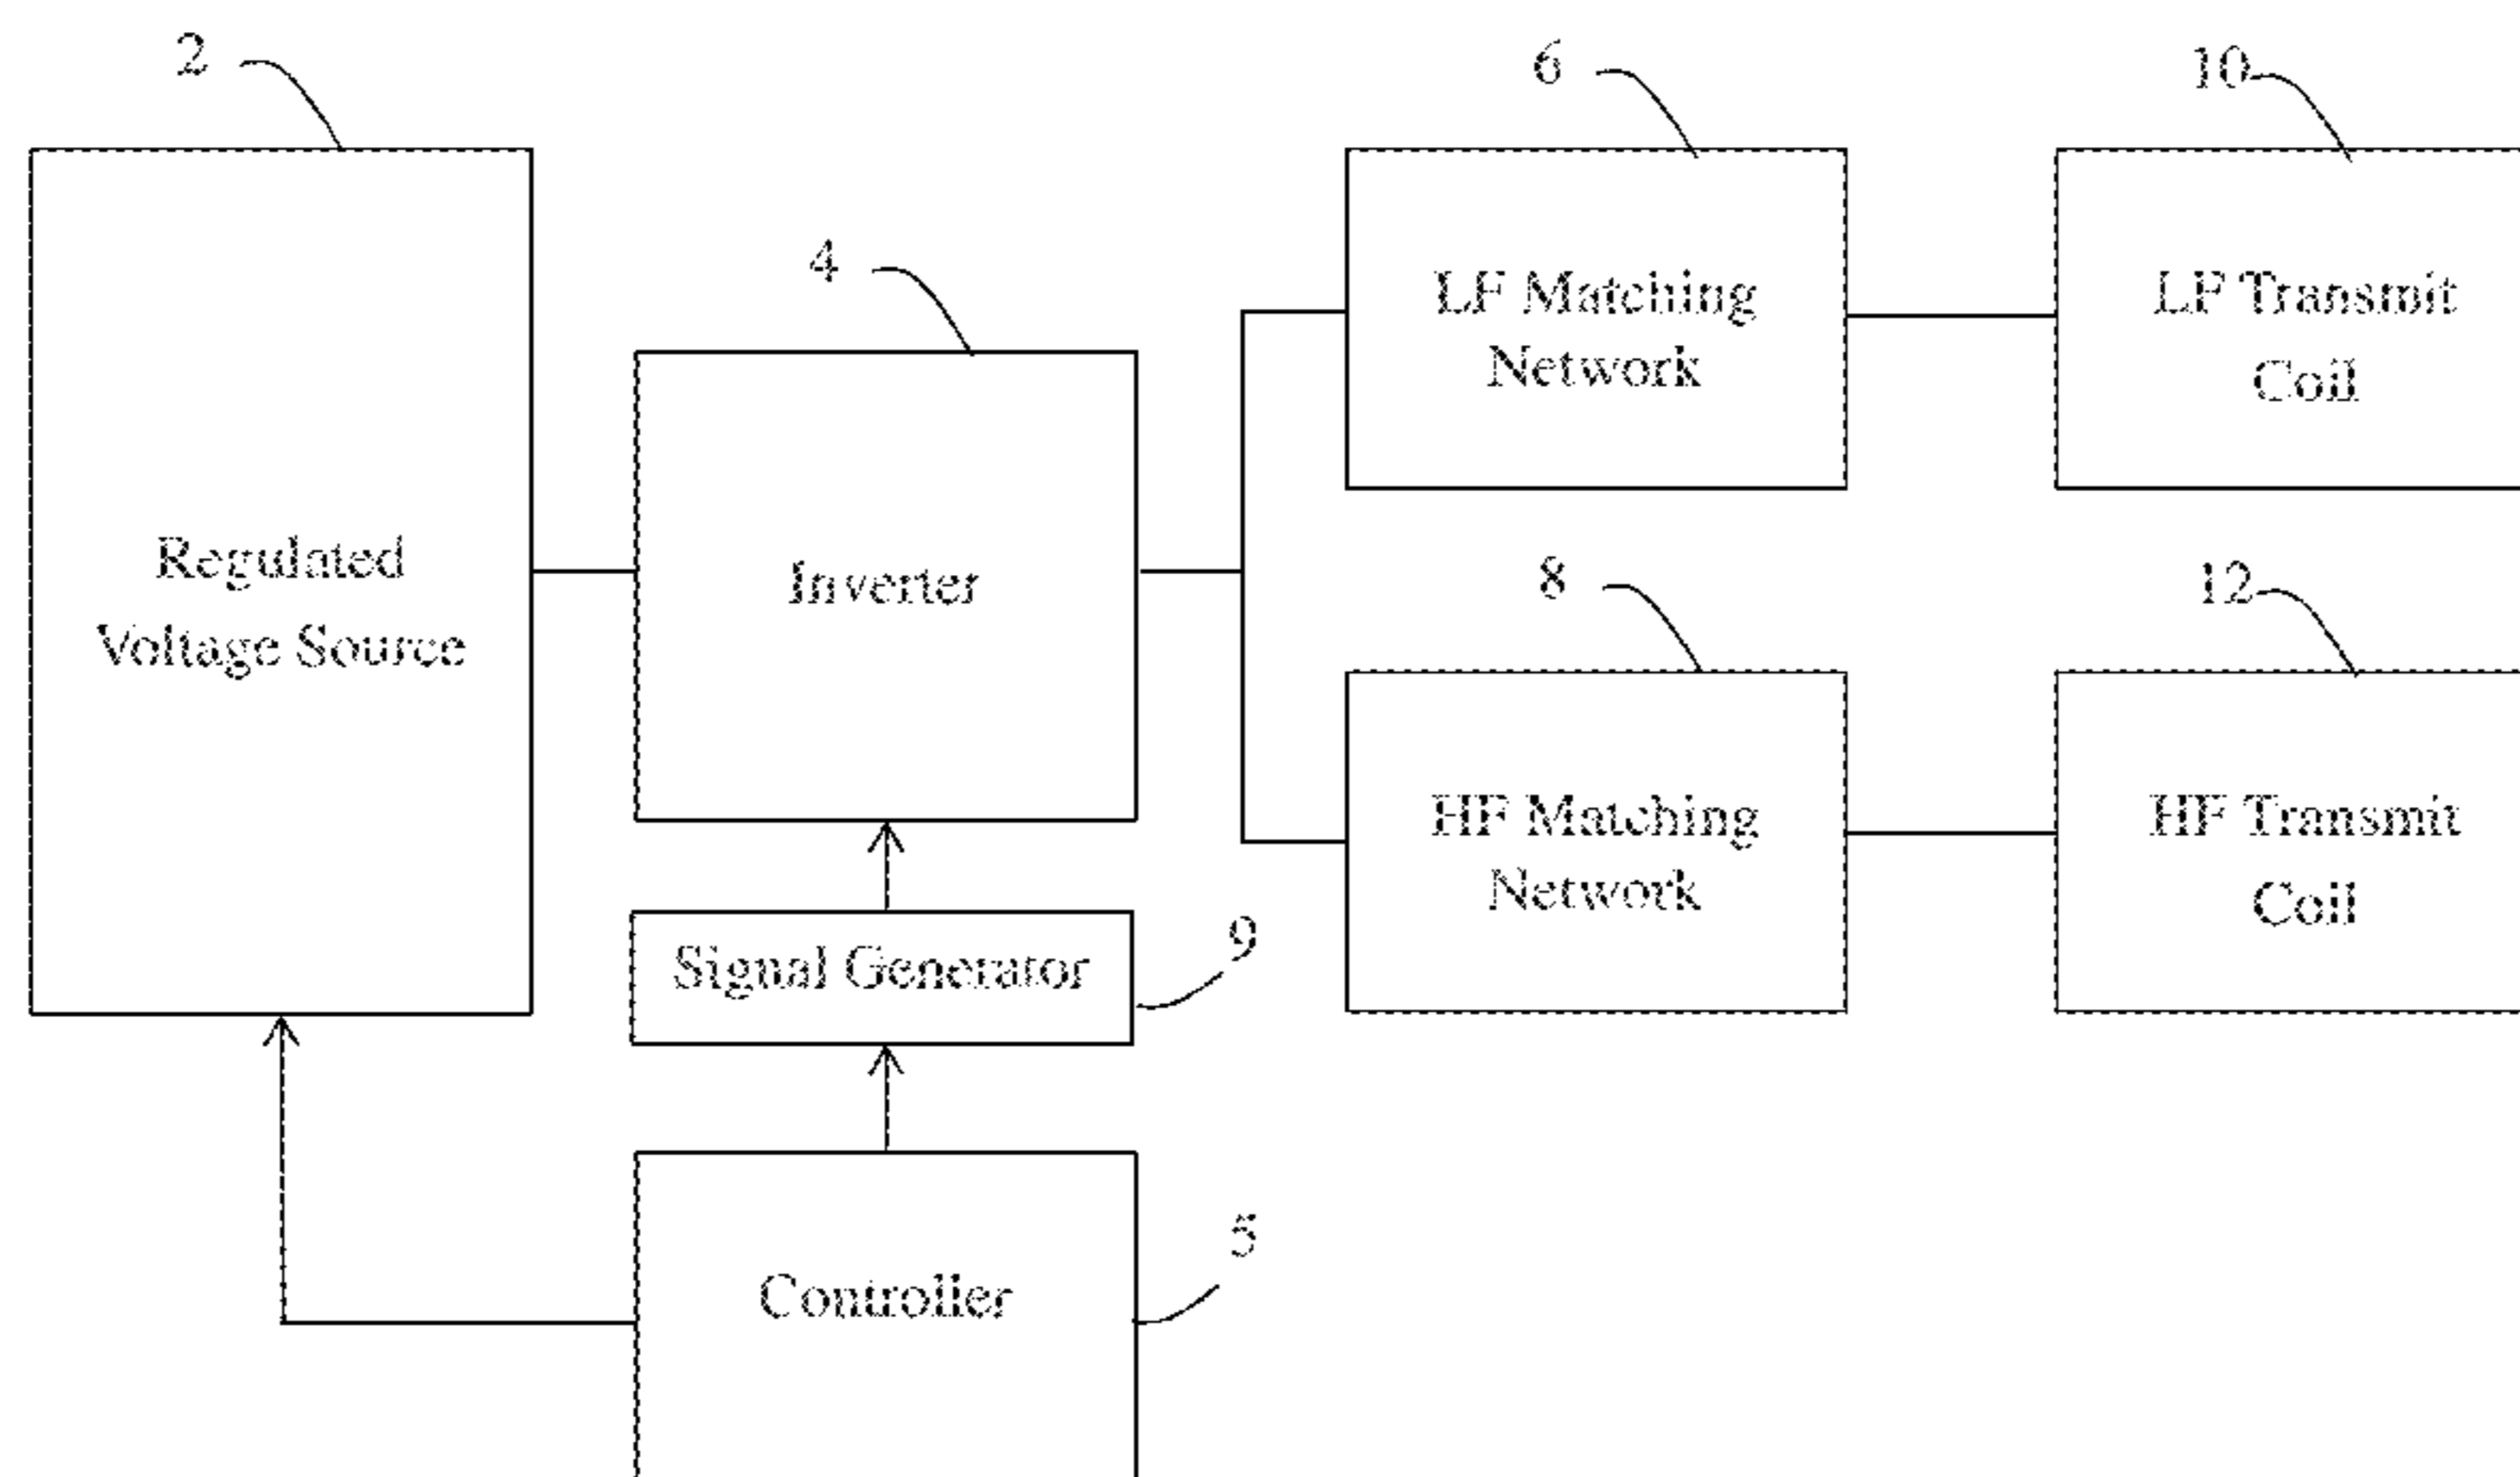 2
6
10
4
LF Matching
Network
LF Transmit
Coil
Regulated
Voltage Source
Inverter
8
12
HF Matching
Network
HF Transmit
Coil
Signal Generator
9
Controller
5